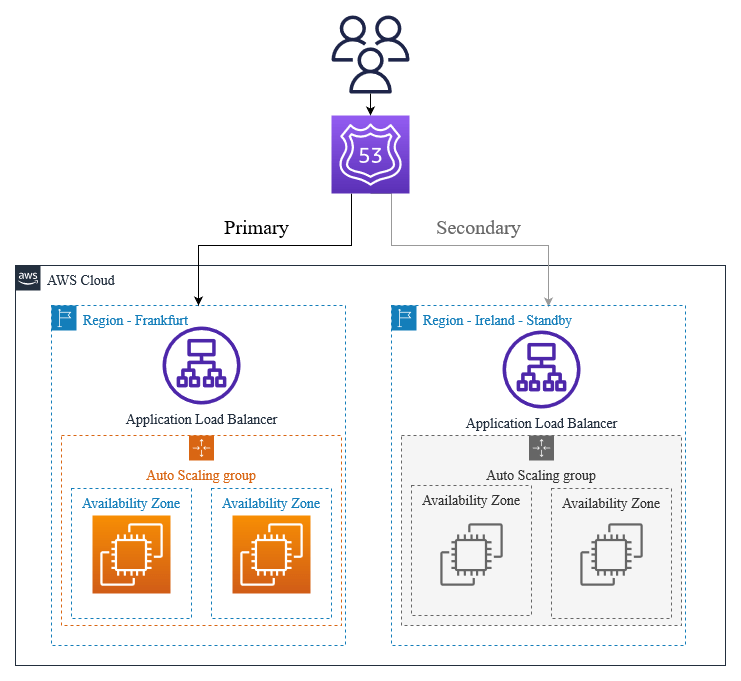 53
Primary
Secondary
aws
AWS Cloud
Region - Frankfurt
Region - Ireland - Standby
Application Load Balancer
Application Load Balancer
Auto Scaling group
Auto Scaling group
Availability Zone
Availability Zone
Availability Zone
Availability Zone